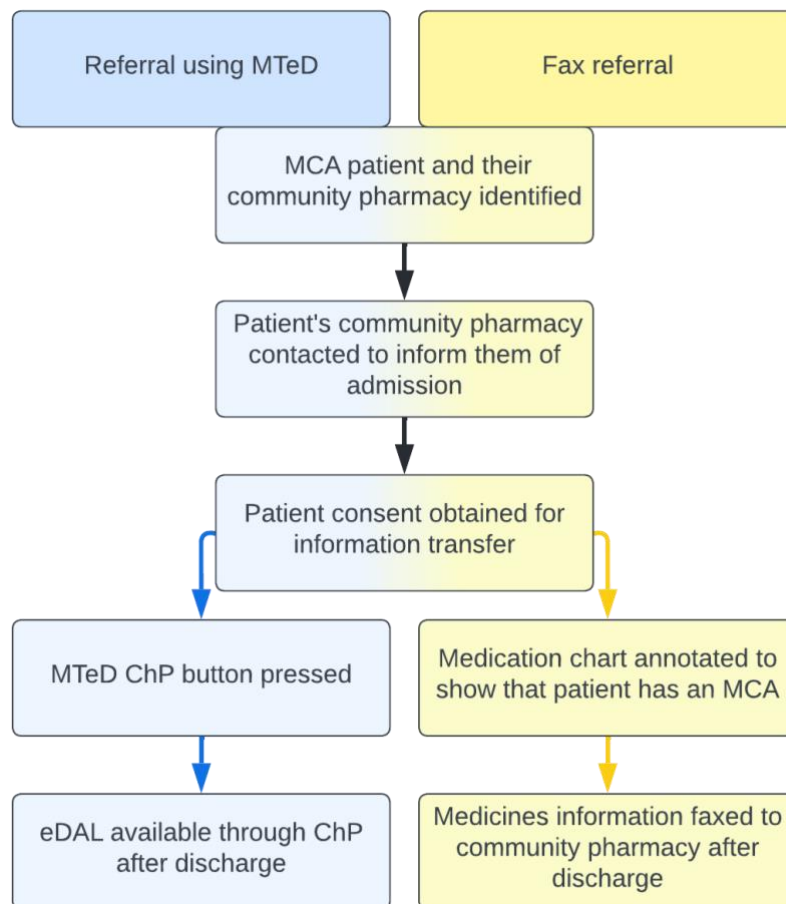 Referral using MTeD
Fax referral
MCA patient and their
community pharmacy identified
Patient's community pharmacy
contacted to inform them of
admission
Patient consent obtained for
information transfer
MTeD ChP button pressed
Medication chart annotated to
show that patient has an MCA
eDAL available through ChP
after discharge
Medicines information faxed to
community pharmacy after
discharge